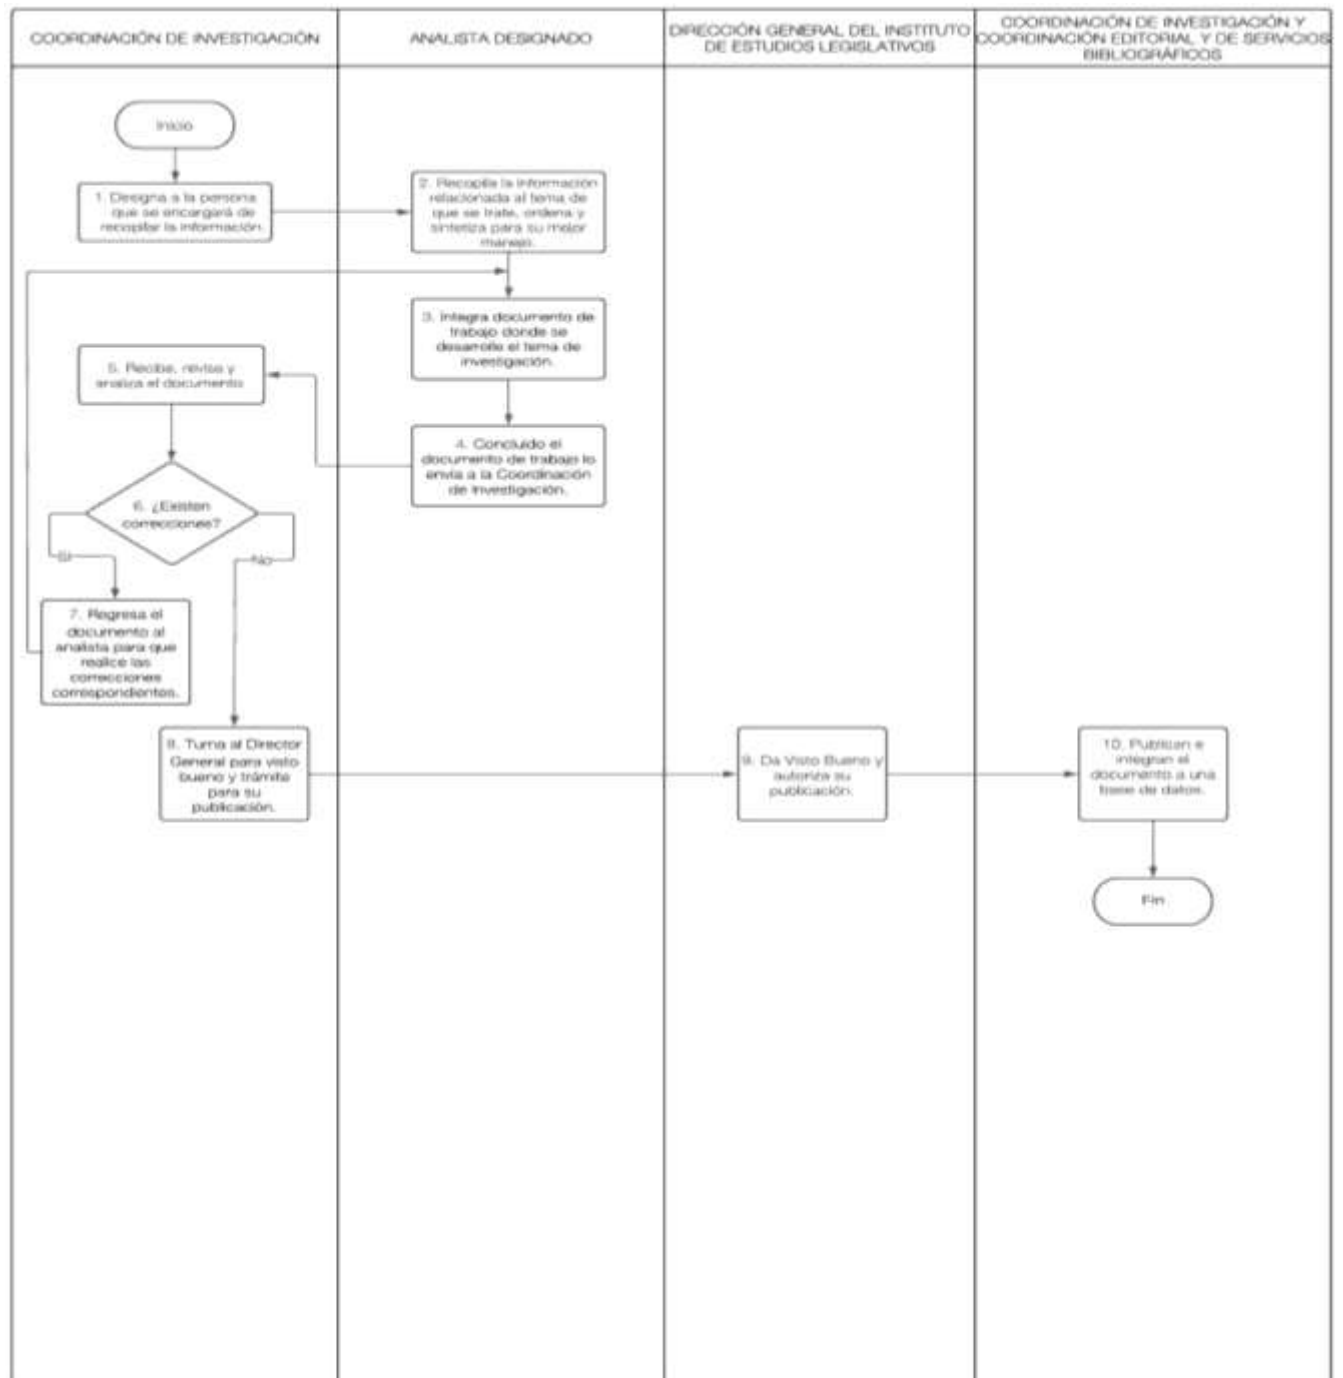 COORDINACIÓN DE INVESTIGACIÓN
ANALISTA DESIGNADO
DIRECCIÓN GENERAL DEL INSTITUTO
DE ESTUDIOS LEGISLATIVOS
COORDINACIÓN DE INVESTIGACIÓN Y
COORDINACIÓN EDITORIAL Y DE SERVICIOS
BIBLIOGRÁFICOS
Inicio
1. Designa a la persona
que se encargará de
recopilar la información.
2. Recopila la información
relacionada al tema de
que se trate, ordena y
sintetiza para su mejor
manejo.
3. Integra documento de
trabajo donde se
desarrolle el tema de
investigación.
4. Concluido el
documento de trabajo lo
envía a la Coordinación
de Investigación.
5. Recibe, revisa y
analiza el documento
6. ¿Existen
correcciones?
Si
No
7. Regresa el
documento al
analista para que
realice las
correcciones
correspondientes.
8. Turna al Director
General para visto
bueno y trámite
para su
publicación.
9. Da Visto Bueno y
autoriza su
publicación.
10. Publican e
integran el
documento a una
base de datos.
Fin